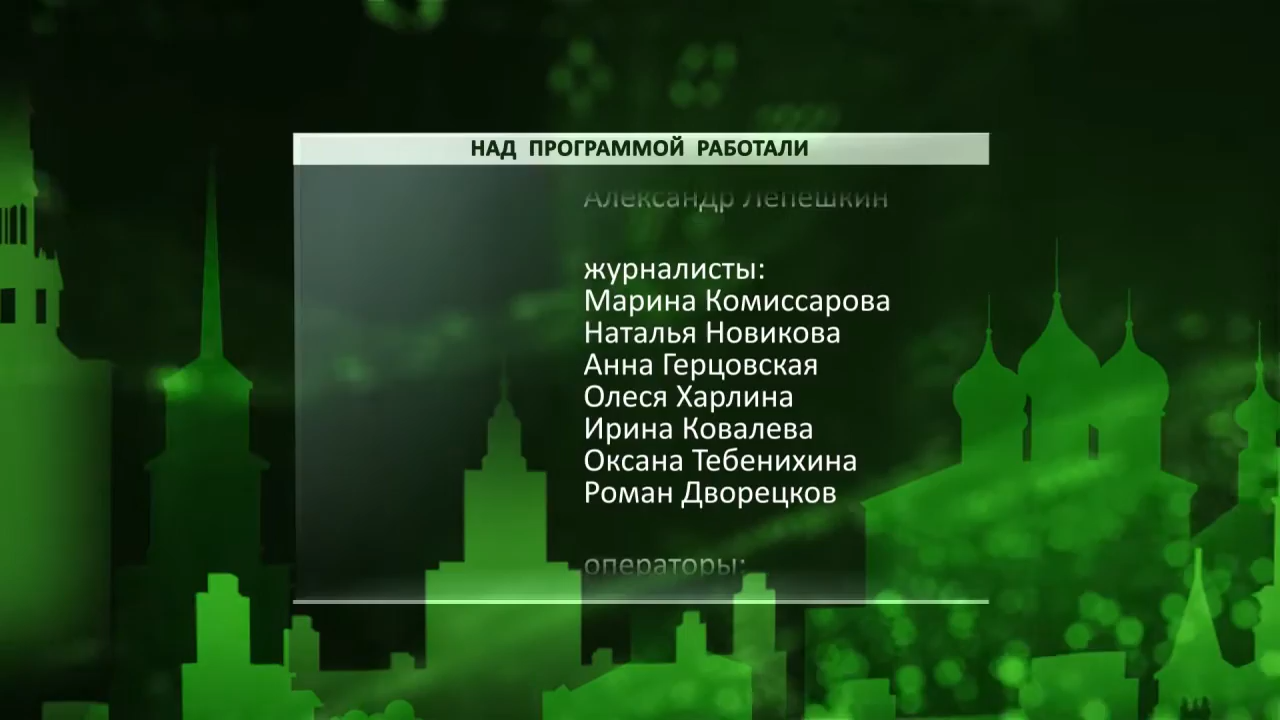 НАД ПРОГРАММОЙ РАБОТАЛИ
Александр Лепешкин
журналисты:
Марина Комиссарова
Наталья Новикова
Анна Герцовская
Олеся Харлина
Ирина Ковалева
Оксана Тебенихина
Роман Дворецков
операторы: